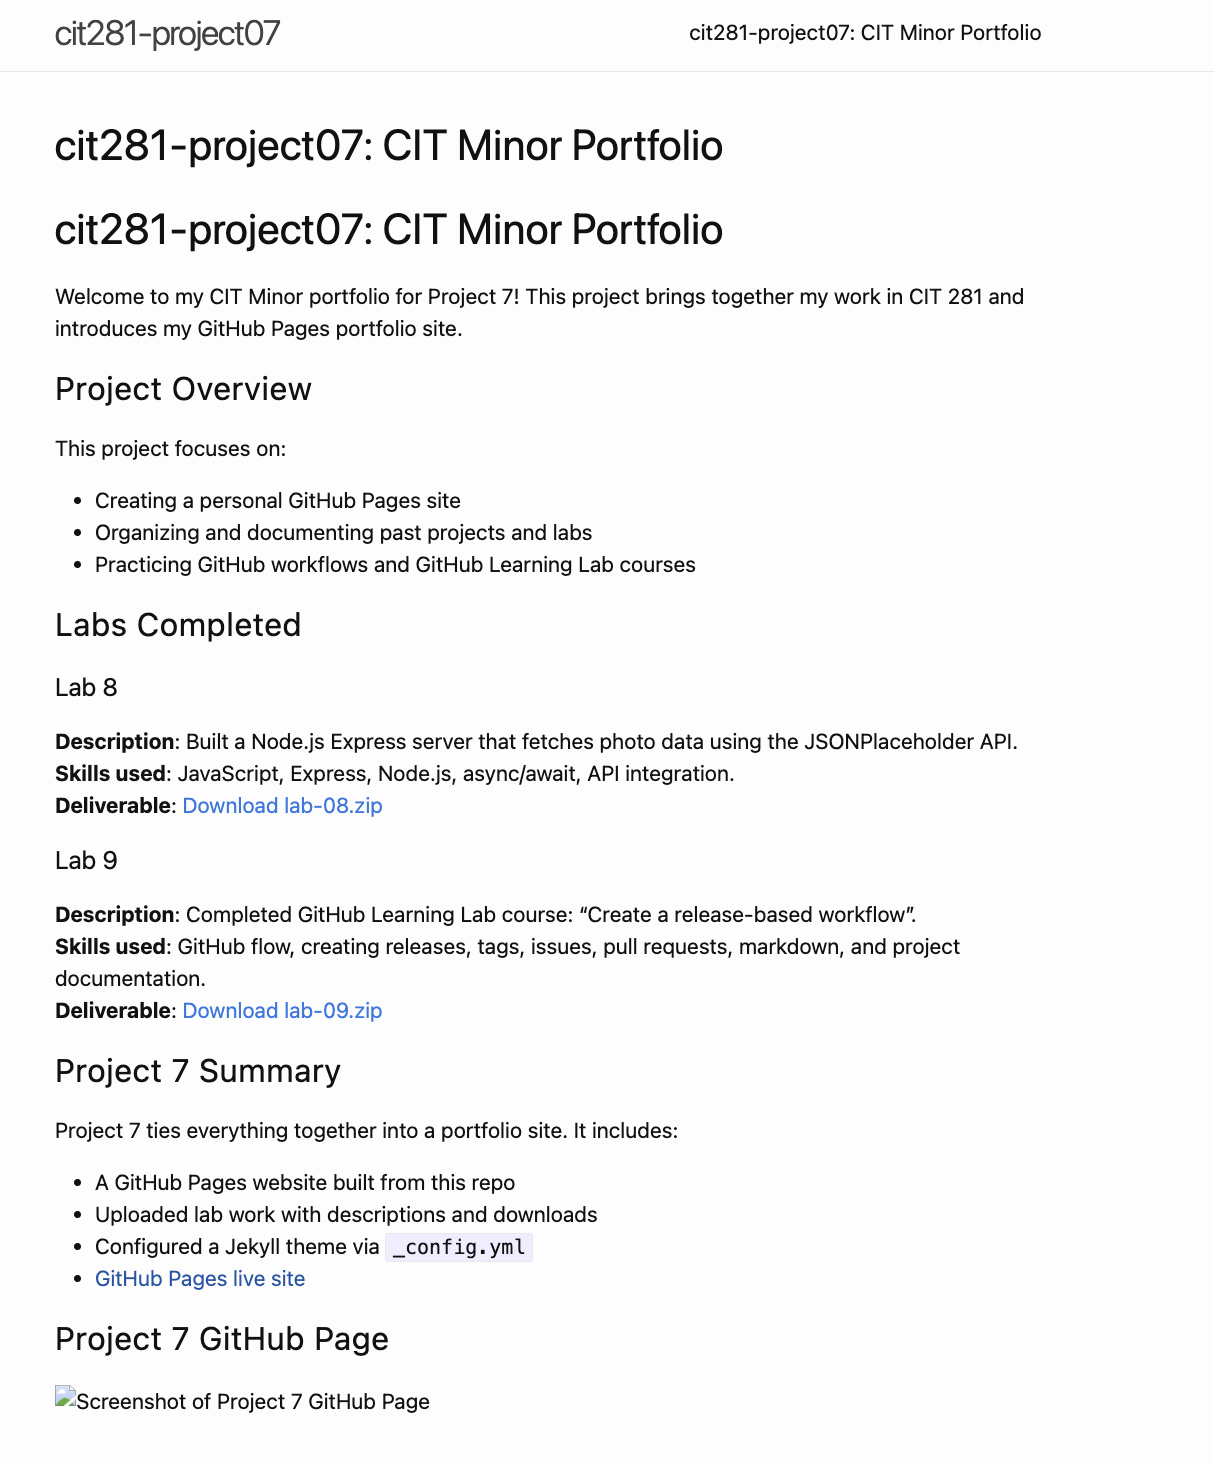 cit281-project07
cit281-project07: CIT Minor Portfolio
cit281-project07: CIT Minor Portfolio
cit281-project07: CIT Minor Portfolio
Welcome to my CIT Minor portfolio for Project 7! This project brings together my work in CIT 281 and
introduces my GitHub Pages portfolio site.
Project Overview
This project focuses on:
• Creating a personal GitHub Pages site
• Organizing and documenting past projects and labs
• Practicing GitHub workflows and GitHub Learning Lab courses
Labs Completed
Lab 8
Description: Built a Node.js Express server that fetches photo data using the JSONPlaceholder API.
Skills used: JavaScript, Express, Node.js, async/await, API integration.
Deliverable: Download lab-08.zip
Lab 9
Description: Completed GitHub Learning Lab course: “Create a release-based workflow”.
Skills used: GitHub flow, creating releases, tags, issues, pull requests, markdown, and project
documentation.
Deliverable: Download lab-09.zip
Project 7 Summary
Project 7 ties everything together into a portfolio site. It includes:
• A GitHub Pages website built from this repo
• Uploaded lab work with descriptions and downloads
• Configured a Jekyll theme via _config.yml
• GitHub Pages live site
Project 7 GitHub Page
Screenshot of Project 7 GitHub Page